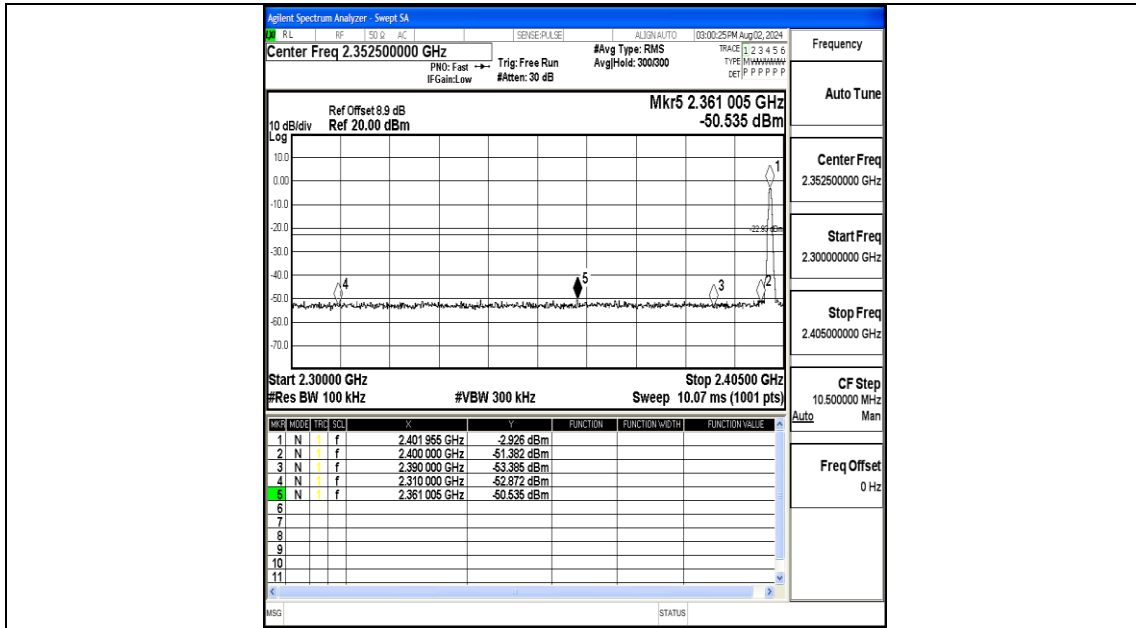 Agilent Spectrum Analyzer - Swept SA
RL RF 50 Ω AC SENSE:PULSE ALIGN AUTO 03:00:25 PM Aug 02, 2024
Center Freq 2.352500000 GHz
PNO: Fast
IFGain:Low
Trig: Free Run
#Atten: 30 dB
#Avg Type: RMS
Avg|Hold: 300/300
TRACE 1 2 3 4 5 6
TYPE MWWWWW
DET P P P P P P
Frequency
Auto Tune
Mkr5 2.361 005 GHz
-50.535 dBm
Ref Offset 8.9 dB
10 dB/div Ref 20.00 dBm
Log
10.0
0.00
-10.0
-20.0
-30.0
-40.0
-50.0
-60.0
-70.0
1
2
3
4
5
Center Freq
2.352500000 GHz
Start Freq
2.300000000 GHz
Stop Freq
2.405000000 GHz
Start 2.30000 GHz Stop 2.40500 GHz
#Res BW 100 kHz #VBW 300 kHz Sweep 10.07 ms (1001 pts)
CF Step
10.500000 MHz
Auto Man
MKR MODE TRC SCL X Y FUNCTION FUNCTION WIDTH FUNCTION VALUE
1 N 1 f 2.401 955 GHz -2.926 dBm
2 N 1 f 2.400 000 GHz -51.382 dBm
3 N 1 f 2.390 000 GHz -53.385 dBm
4 N 1 f 2.310 000 GHz -52.872 dBm
5 N 1 f 2.361 005 GHz -50.535 dBm
6
7
8
9
10
11
Freq Offset
0 Hz
MSG STATUS